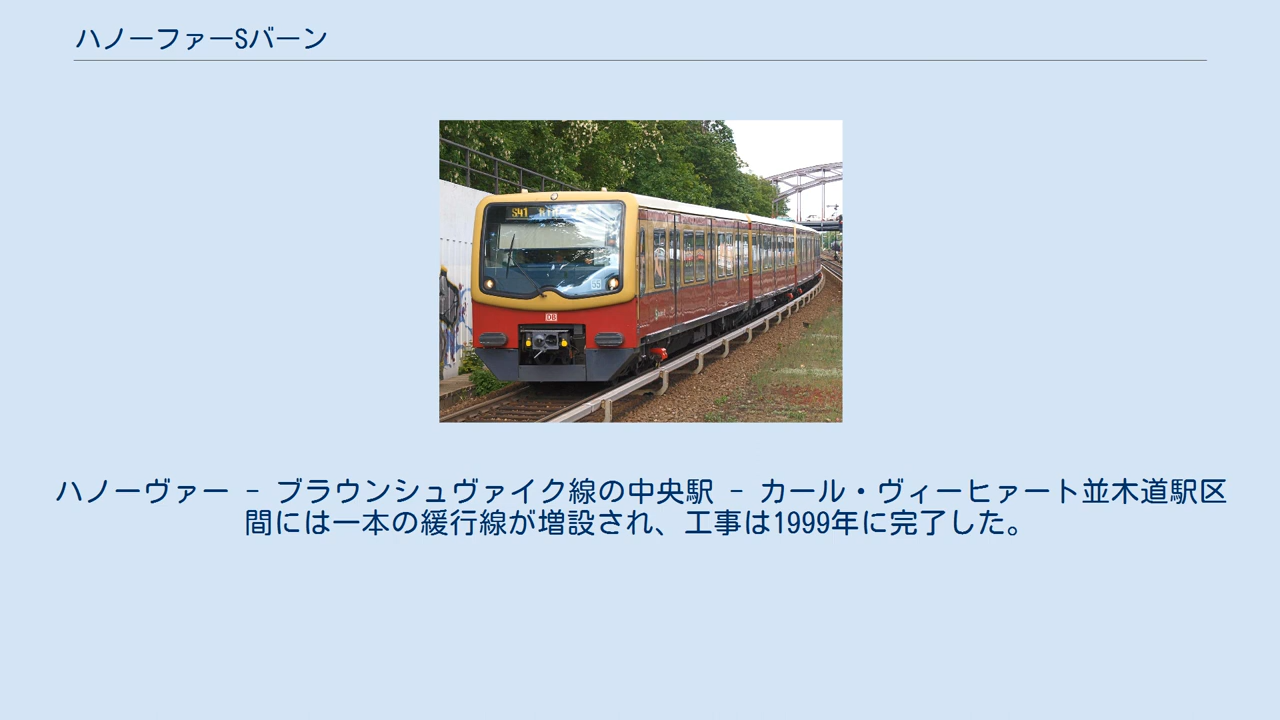 ハノーファーSバーン
S41
DB
ハノーヴァー - ブラウンシュヴァイク線の中央駅 - カール・ヴィーヒァート並木道駅区
間には一本の緩行線が増設され、工事は1999年に完了した。